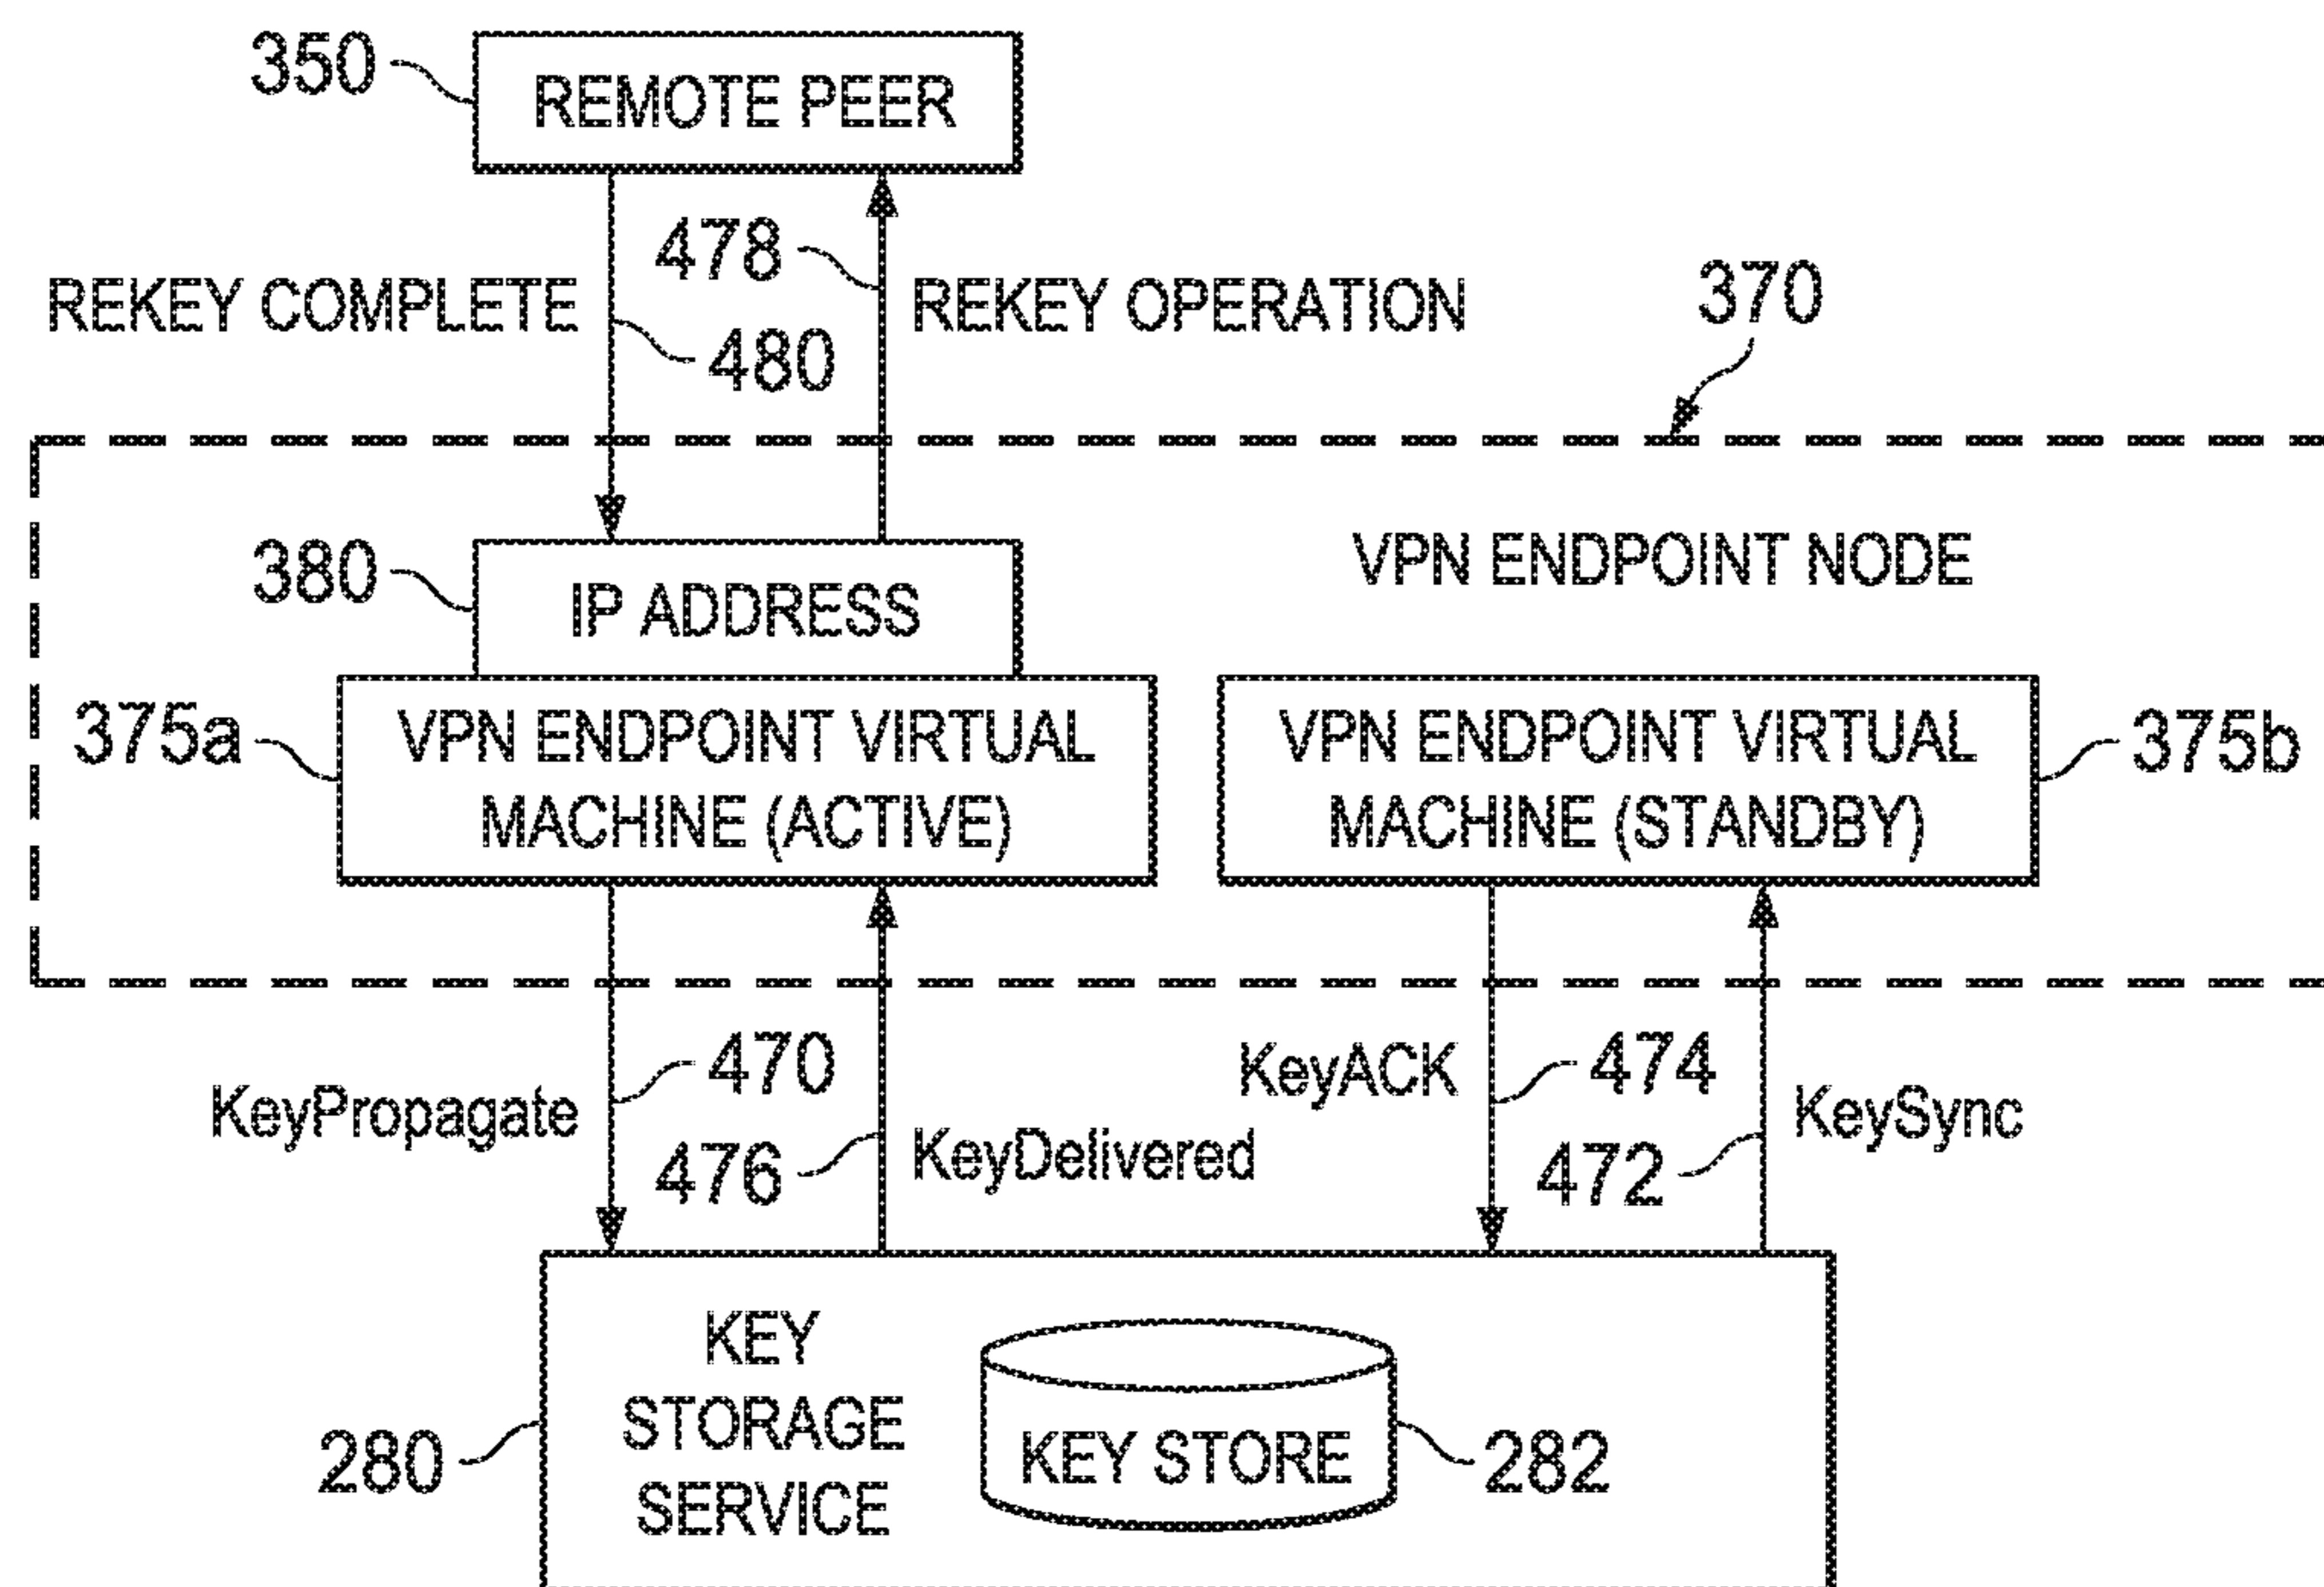 350
REMOTE PEER
478
REKEY COMPLETE
REKEY OPERATION
370
480
380
IP ADDRESS
VPN ENDPOINT NODE
375a
VPN ENDPOINT VIRTUAL
MACHINE (ACTIVE)
VPN ENDPOINT VIRTUAL
MACHINE (STANDBY)
375b
470
KeyPropagate
476
KeyDelivered
KeyACK
474
472
KeySync
KEY
STORAGE
SERVICE
280
KEY STORE
282